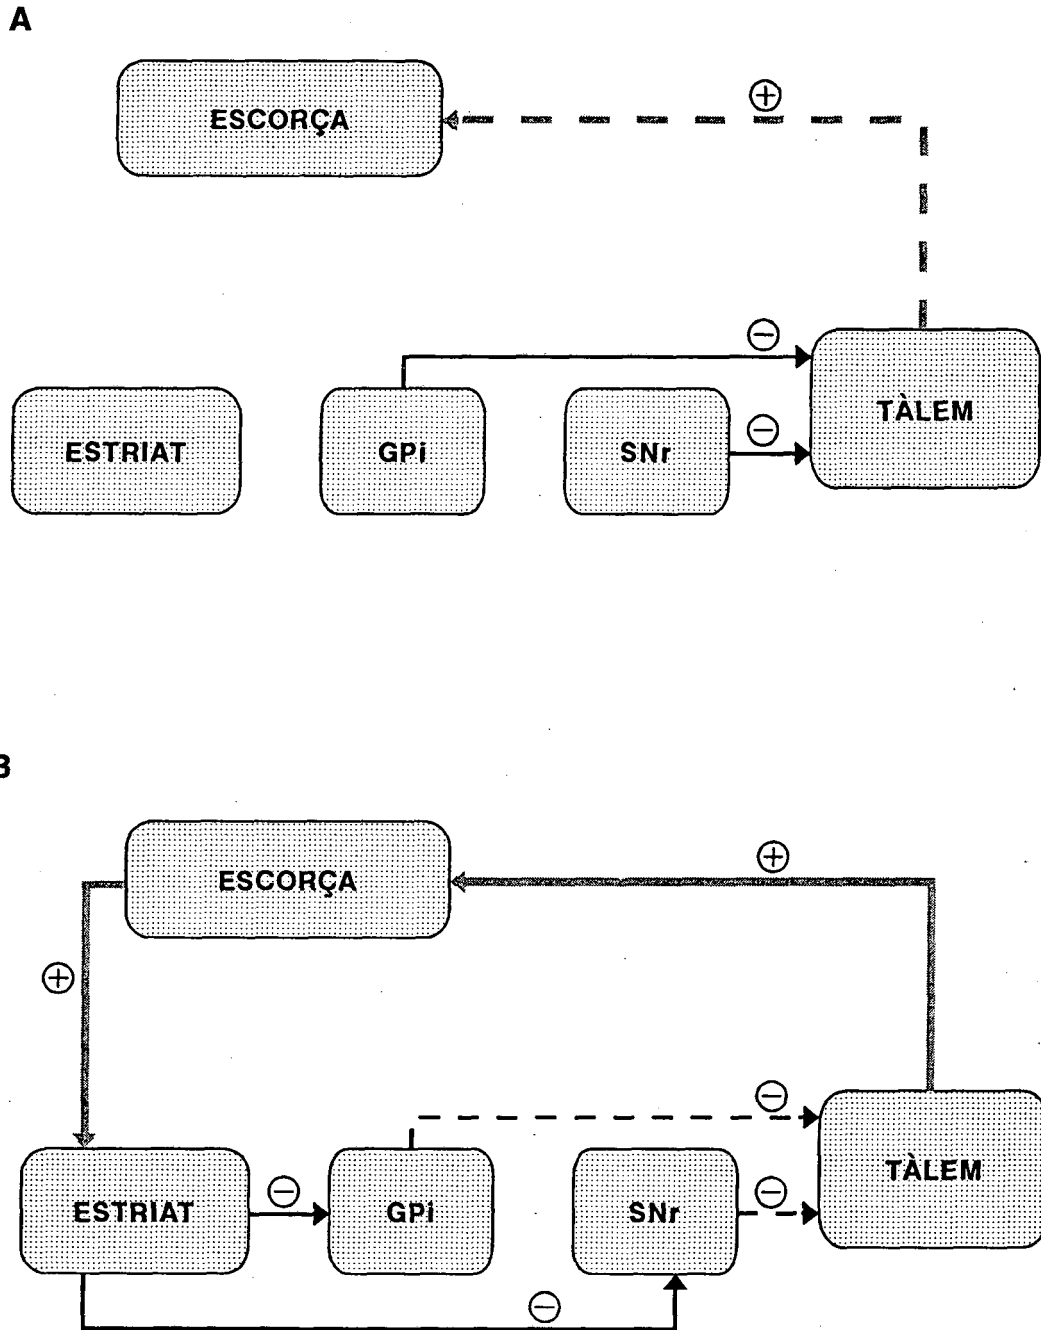 A
ESCORÇA
+
−
TÀLEM
ESTRIAT
GPi
SNr
−
B
ESCORÇA
+
+
−
TÀLEM
ESTRIAT
−
GPi
SNr
−
−